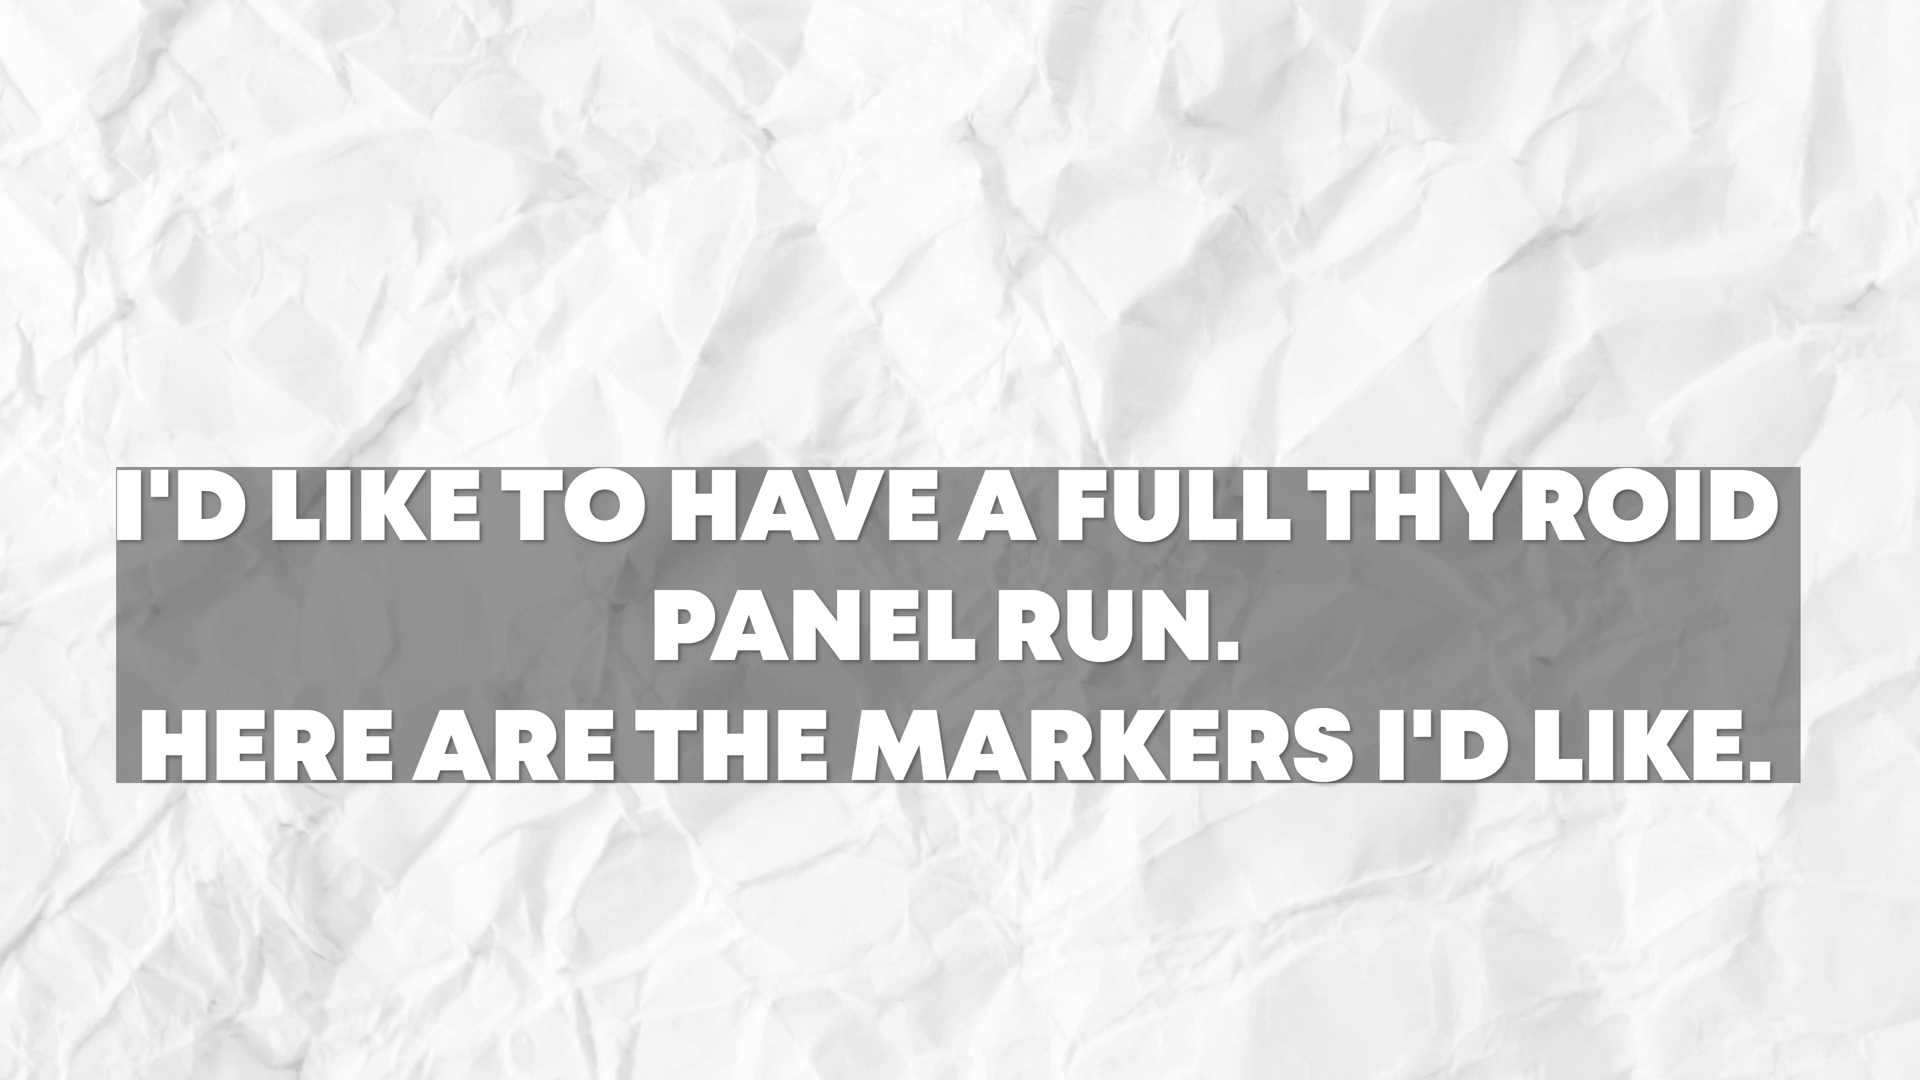 I'D LIKE TO HAVE A FULL THYROID
PANEL RUN.
HERE ARE THE MARKERS I'D LIKE.